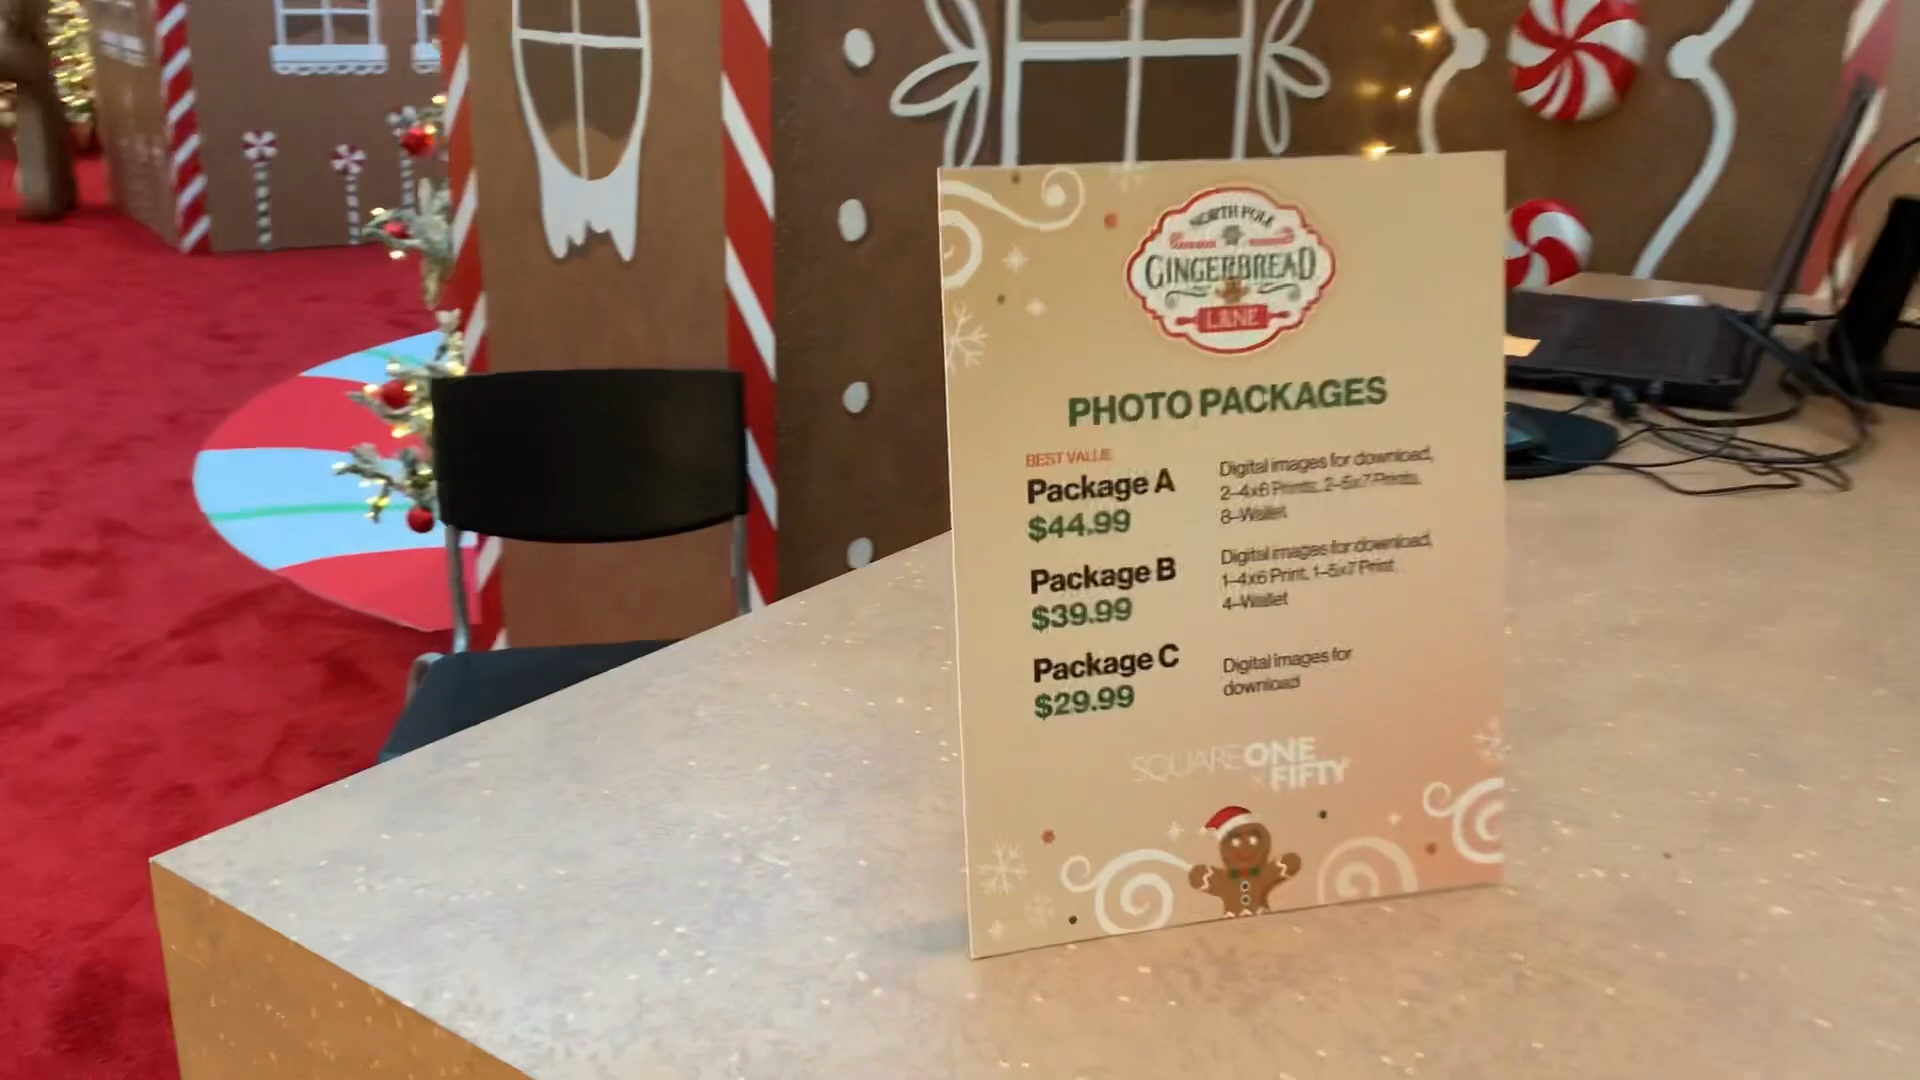 NORTH POLE
GINGERBREAD
LANE
PHOTO PACKAGES
BEST VALUE
Package A
$44.99
Digital images for download,
2-4x6 Prints, 2-5x7 Prints,
8-Wallet
Package B
$39.99
Digital images for download,
1-4x6 Print, 1-5x7 Print,
4-Wallet
Package C
$29.99
Digital images for
download
SQUARE ONE
× FIFTY